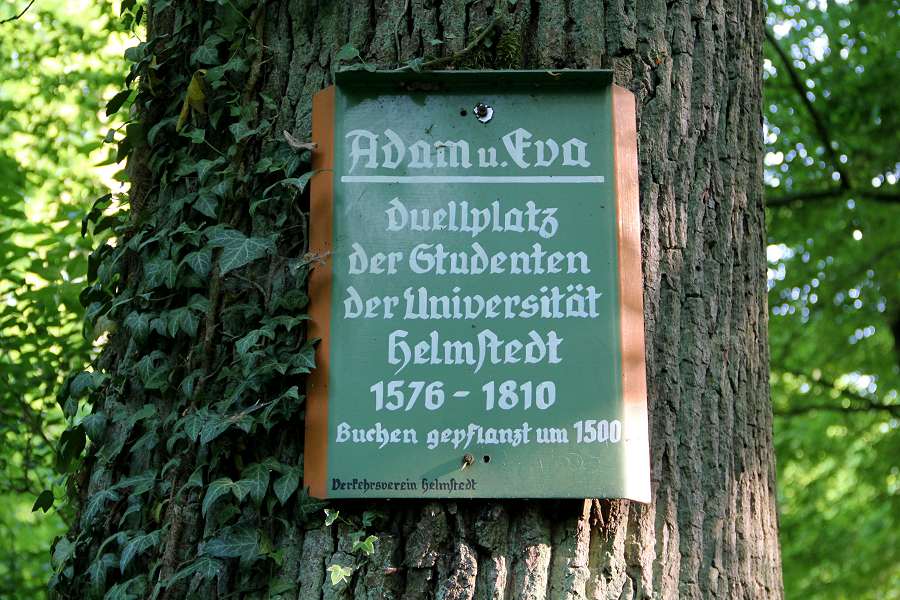 Adam u. Eva
Duellplatz
der Studenten
der Universität
Helmstedt
1576 - 1810
Buchen gepflanzt um 1500
Verkehrsverein Helmstedt